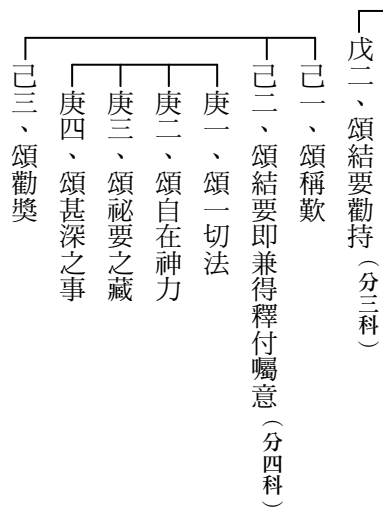 戊二、頌結要勸持（分三科）
己一、頌稱歎
己二、頌結要即兼得釋付囑意（分四科）
庚一、頌一切法
庚二、頌自在神力
庚三、頌祕要之藏
庚四、頌甚深之事
己三、頌勸獎